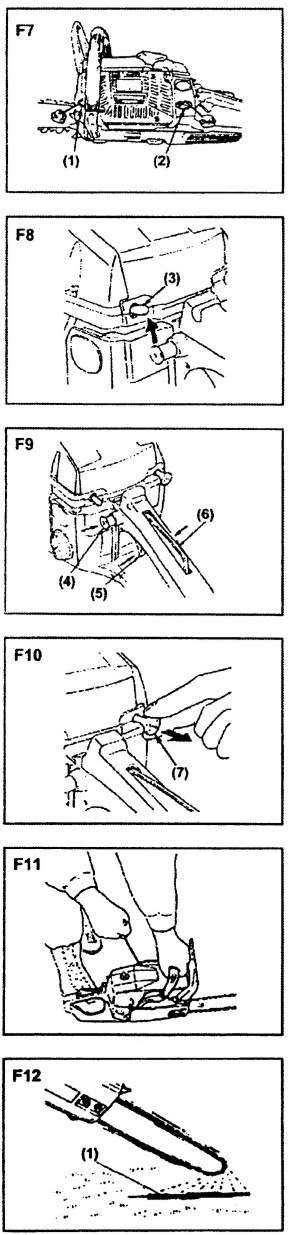 F7
(1)
(2)
F8
(3)
F9
(6)
(4)
(5)
F10
(7)
F11
F12
(1)